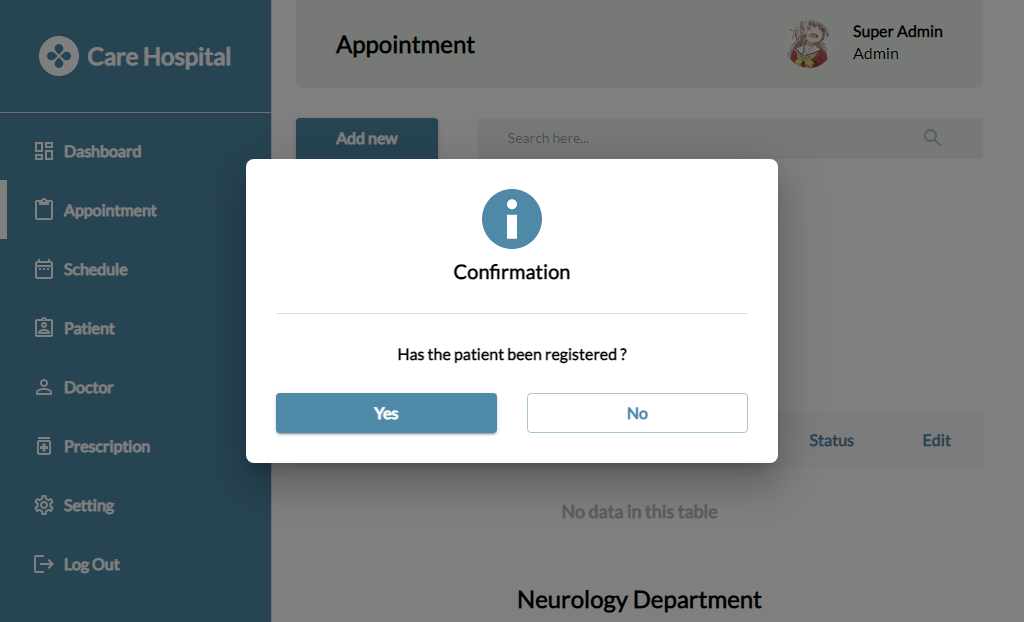 Care Hospital
Dashboard
Appointment
Schedule
Patient
Doctor
Prescription
Setting
Log Out
Appointment
Super Admin
Admin
Add new
Search here...
Confirmation
Has the patient been registered ?
Yes
No
Status
Edit
No data in this table
Neurology Department